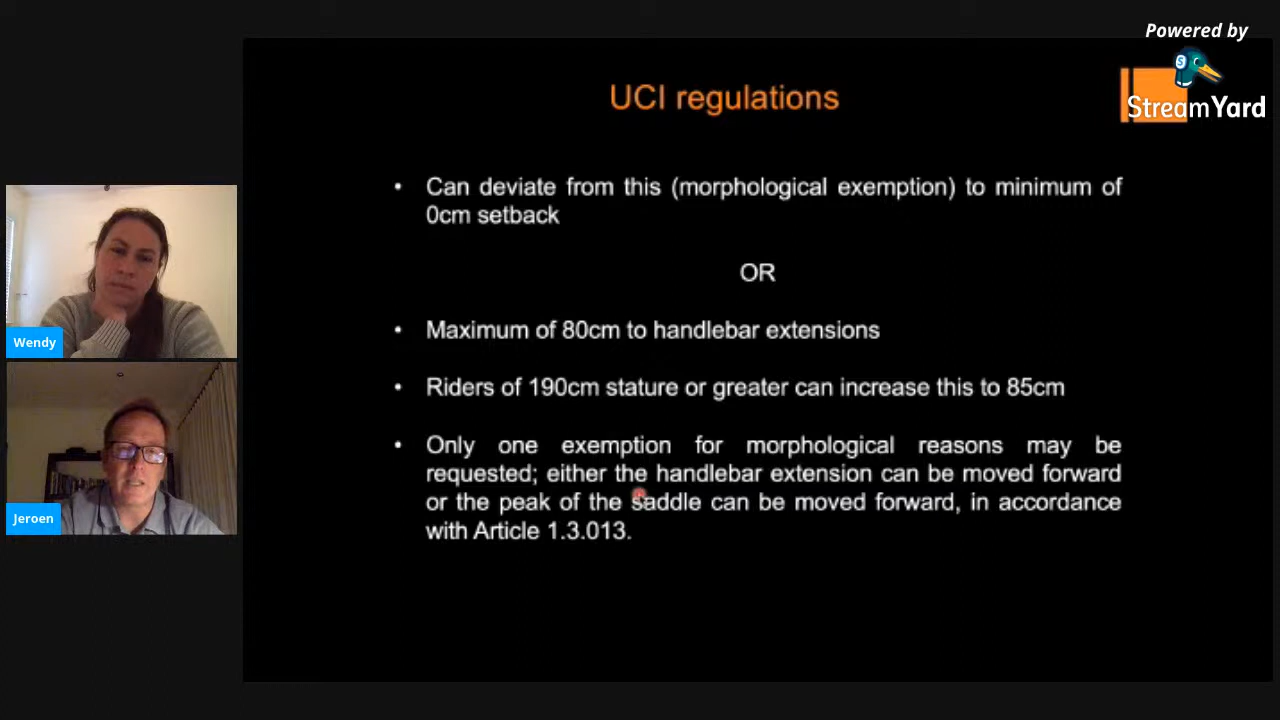 Powered by
StreamYard
UCI regulations
• Can deviate from this (morphological exemption) to minimum of
0cm setback
OR
• Maximum of 80cm to handlebar extensions
• Riders of 190cm stature or greater can increase this to 85cm
• Only one exemption for morphological reasons may be
requested; either the handlebar extension can be moved forward
or the peak of the saddle can be moved forward, in accordance
with Article 1.3.013.
Wendy
Jeroen